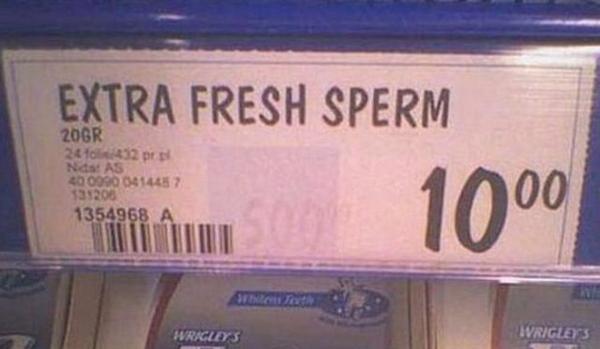 EXTRA FRESH SPERM
20GR
24 folie/432 pr.pl
Nidar AS
40 0990 041448 7
131206
1354968 A
10 00
Whitens Teeth
WRIGLEY'S
WRIGLEY'S